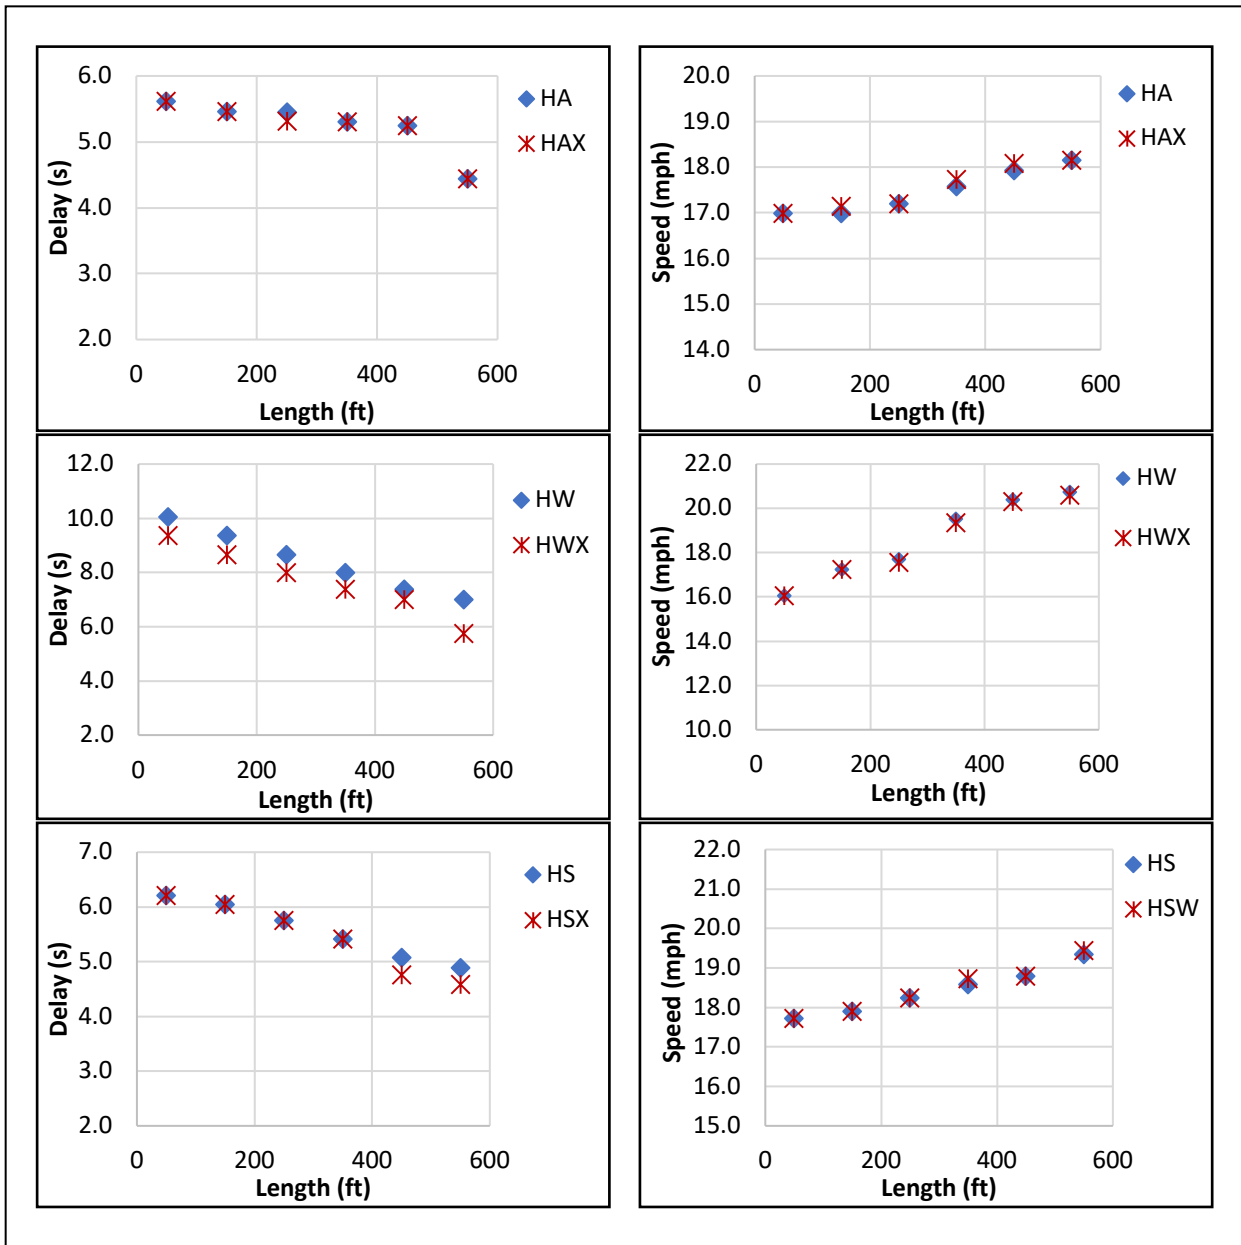 6.0
5.0
4.0
3.0
2.0
Delay (s)
0 200 400 600
Length (ft)
HA
HAX
20.0
19.0
18.0
17.0
16.0
15.0
14.0
Speed (mph)
0 200 400 600
Length (ft)
HA
HAX
12.0
10.0
8.0
6.0
4.0
2.0
Delay (s)
0 200 400 600
Length (ft)
HW
HWX
22.0
20.0
18.0
16.0
14.0
12.0
10.0
Speed (mph)
0 200 400 600
Length (ft)
HW
HWX
7.0
6.0
5.0
4.0
3.0
2.0
Delay (s)
0 200 400 600
Length (ft)
HS
HSX
22.0
21.0
20.0
19.0
18.0
17.0
16.0
15.0
Speed (mph)
0 200 400 600
Length (ft)
HS
HSW